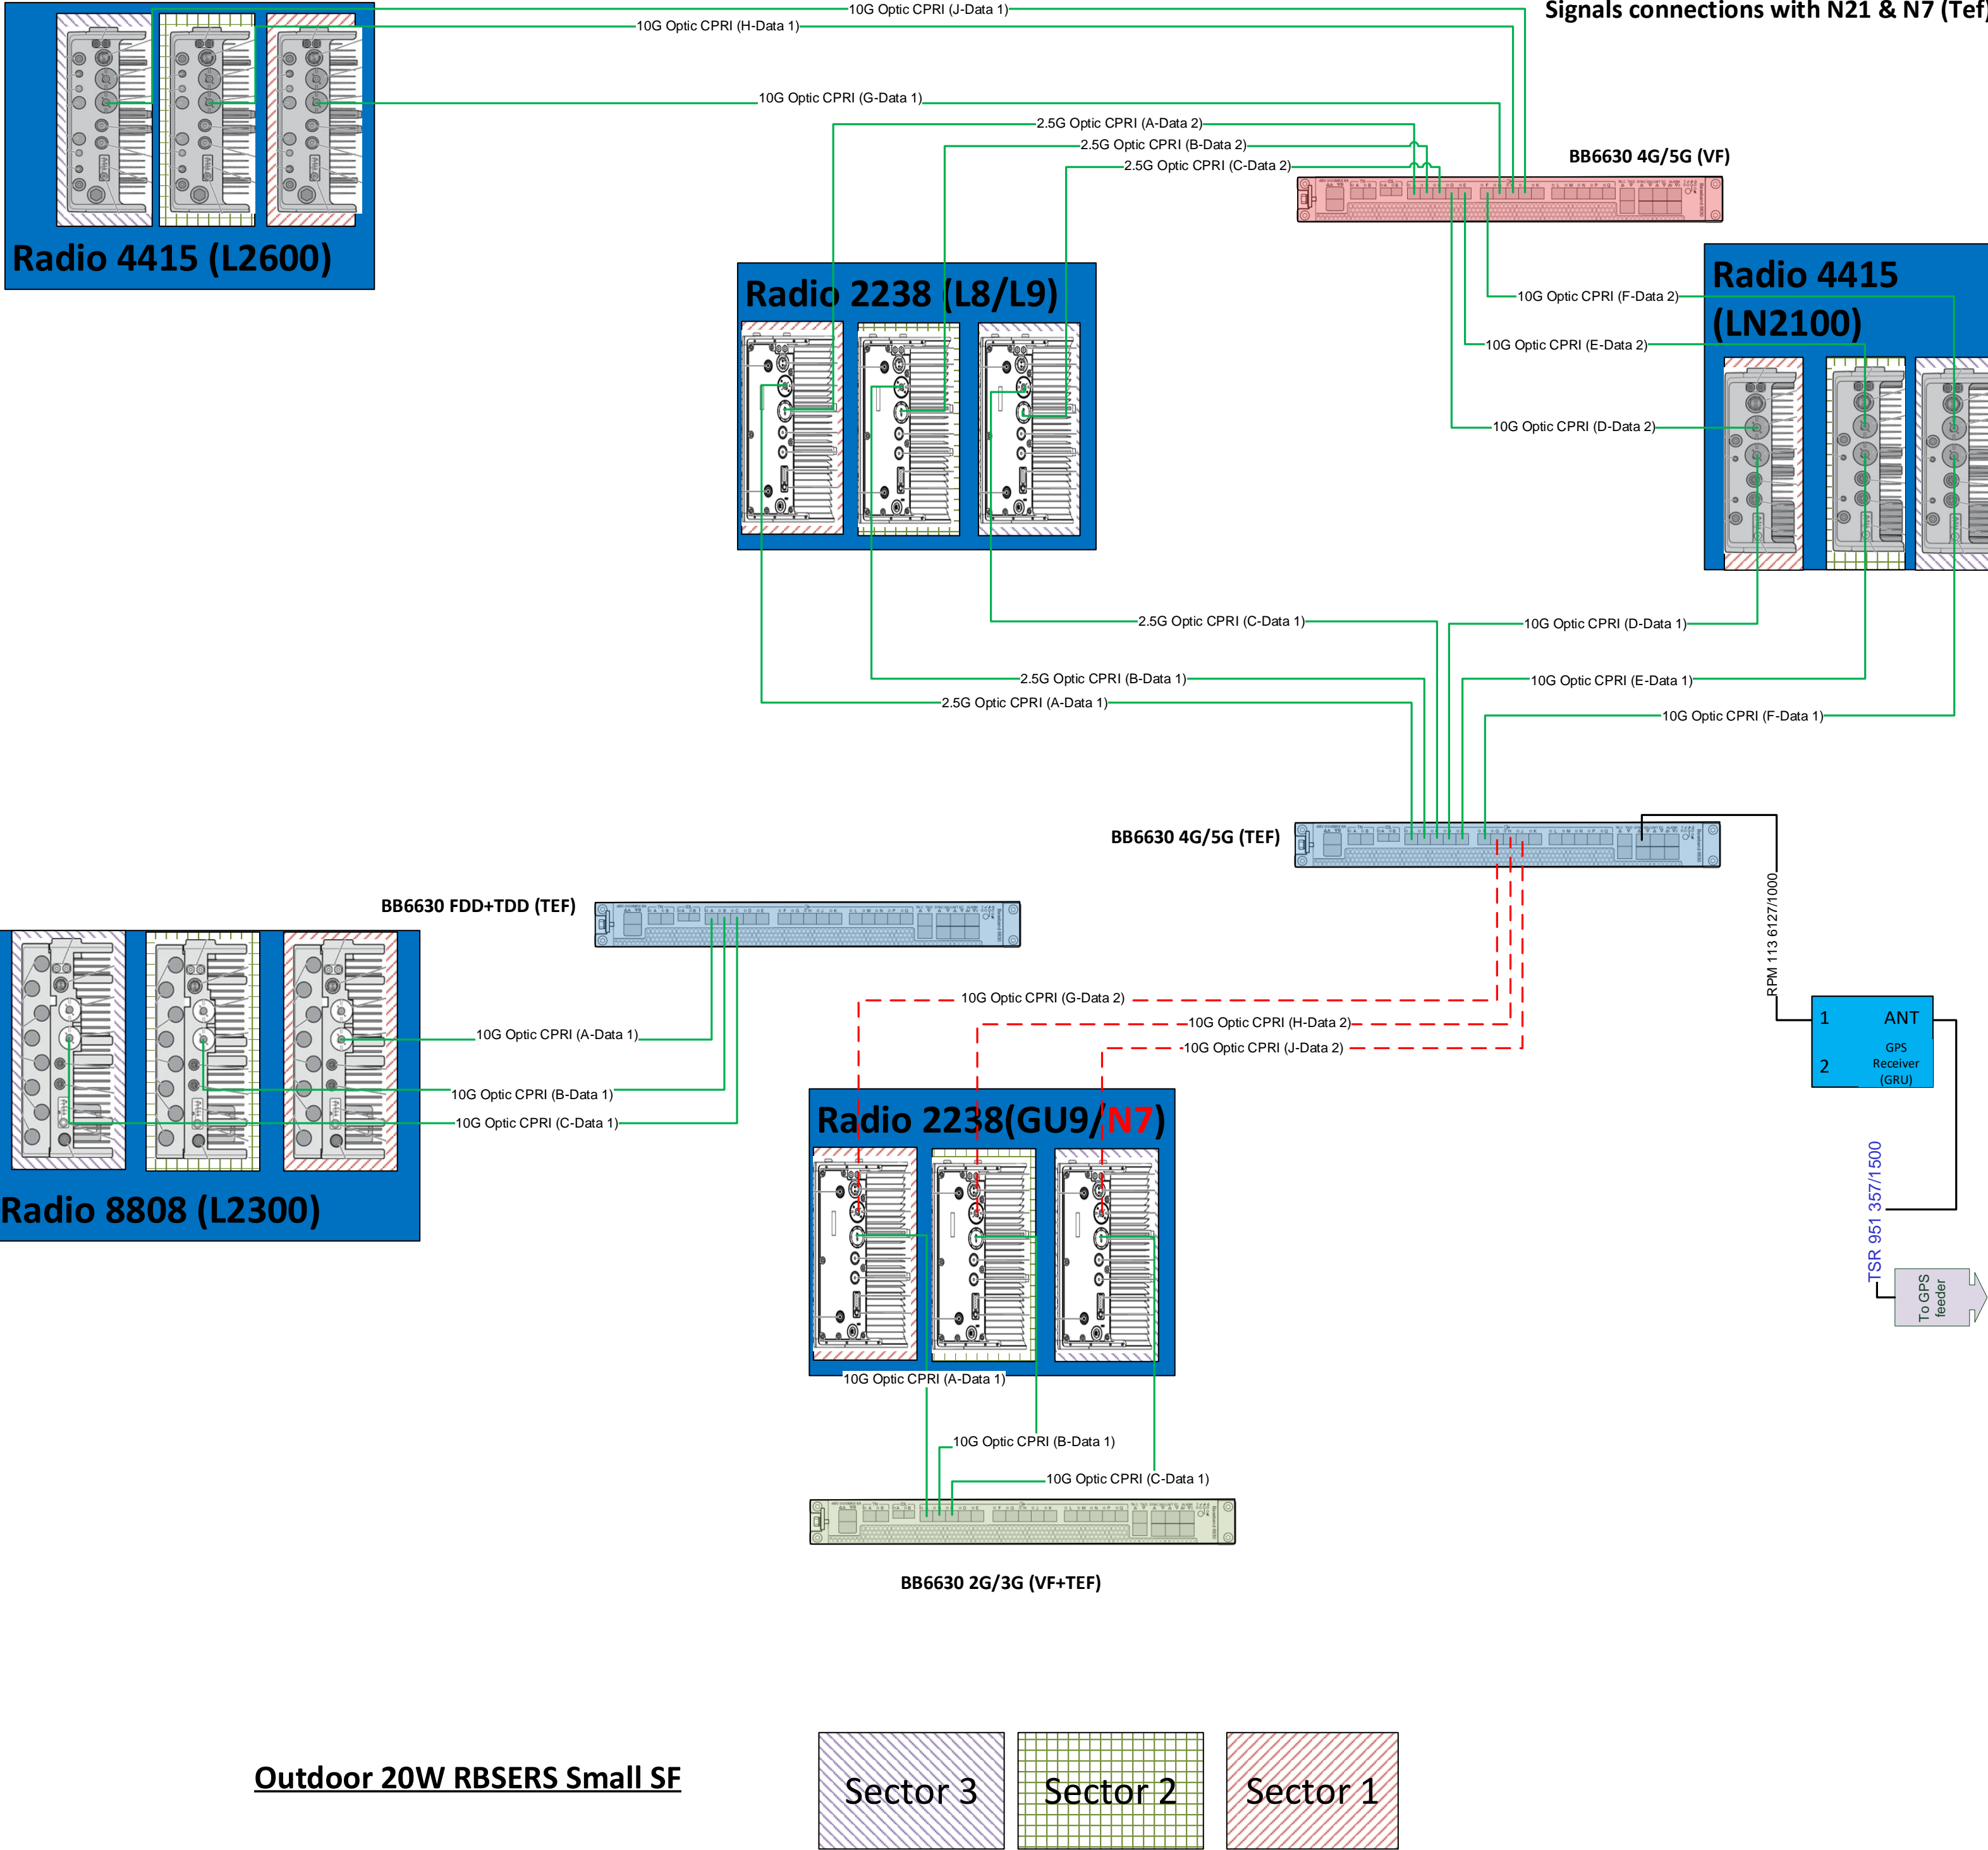 10G Optic CPRI (J-Data 1)
Signals connections with N21 & N7 (Tef)
10G Optic CPRI (H-Data 1)
10G Optic CPRI (G-Data 1)
2.5G Optic CPRI (A-Data 2)
2.5G Optic CPRI (B-Data 2)
2.5G Optic CPRI (C-Data 2)
BB6630 4G/5G (VF)
Radio 4415 (L2600)
Radio 2238 (L8/L9)
Radio 4415
(LN2100)
10G Optic CPRI (F-Data 2)
10G Optic CPRI (E-Data 2)
10G Optic CPRI (D-Data 2)
2.5G Optic CPRI (C-Data 1)
10G Optic CPRI (D-Data 1)
2.5G Optic CPRI (B-Data 1)
10G Optic CPRI (E-Data 1)
2.5G Optic CPRI (A-Data 1)
10G Optic CPRI (F-Data 1)
BB6630 4G/5G (TEF)
BB6630 FDD+TDD (TEF)
RPM 113 6127/1000
10G Optic CPRI (G-Data 2)
10G Optic CPRI (H-Data 2)
10G Optic CPRI (J-Data 2)
1
ANT
GPS
Receiver
(GRU)
2
10G Optic CPRI (A-Data 1)
10G Optic CPRI (B-Data 1)
10G Optic CPRI (C-Data 1)
Radio 2238(GU9/N7)
Radio 8808 (L2300)
TSR 951 357/1500
To GPS
feeder
10G Optic CPRI (A-Data 1)
10G Optic CPRI (B-Data 1)
10G Optic CPRI (C-Data 1)
BB6630 2G/3G (VF+TEF)
Outdoor 20W RBSERS Small SF
Sector 3
Sector 2
Sector 1